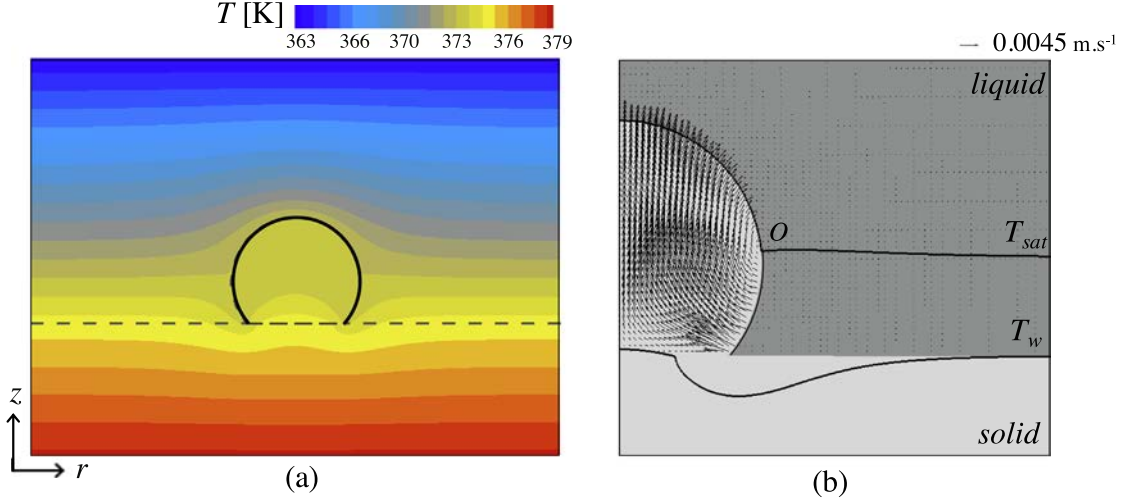 T [K]
363 366 370 373 376 379
0.0045 m.s-1
liquid
O
Tsat
Tw
solid
z
r
(a)
(b)